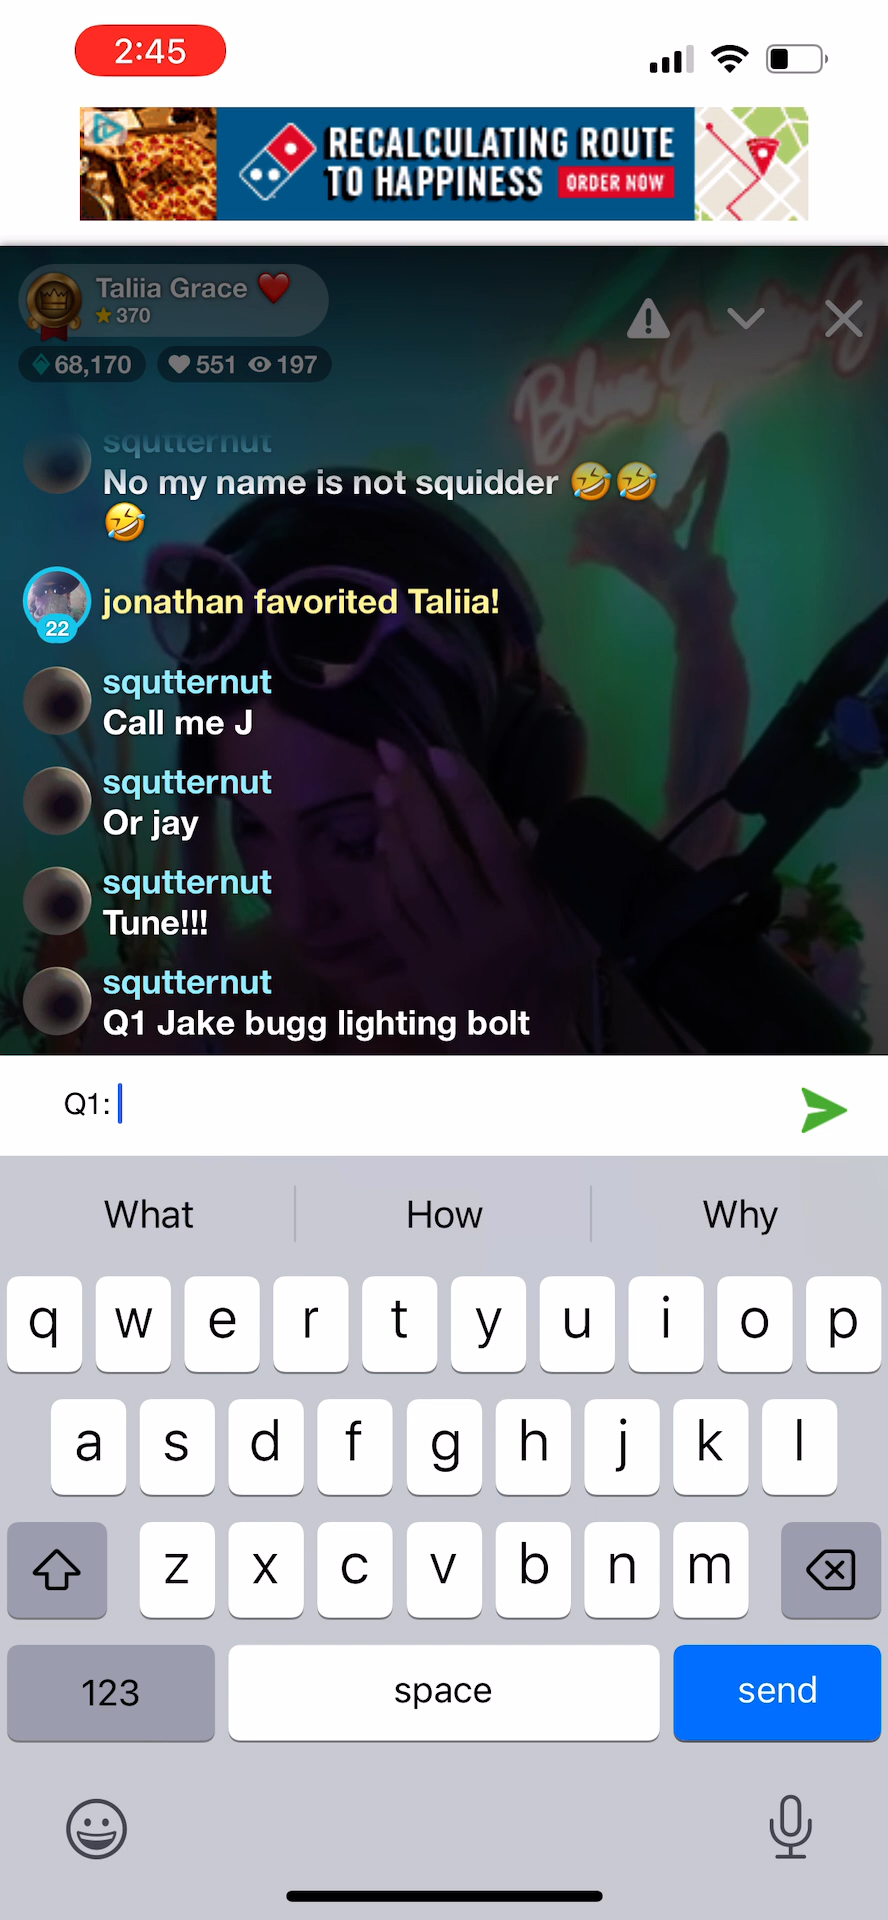 2:45
RECALCULATING ROUTE
TO HAPPINESS ORDER NOW
Taliia Grace ❤️
370
68,170 551 197
Blue
squtternut
No my name is not squidder 🤣🤣
🤣
jonathan favorited Taliia!
22
squtternut
Call me J
squtternut
Or jay
squtternut
Tune!!!
squtternut
Q1 Jake bugg lighting bolt
Q1:
What How Why
q w e r t y u i o p
a s d f g h j k l
z x c v b n m
123 space send